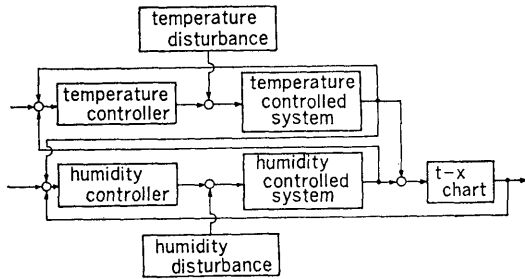 temperature
disturbance
temperature
controller
temperature
controlled
system
humidity
controller
humidity
controlled
system
t-x
chart
humidity
disturbance